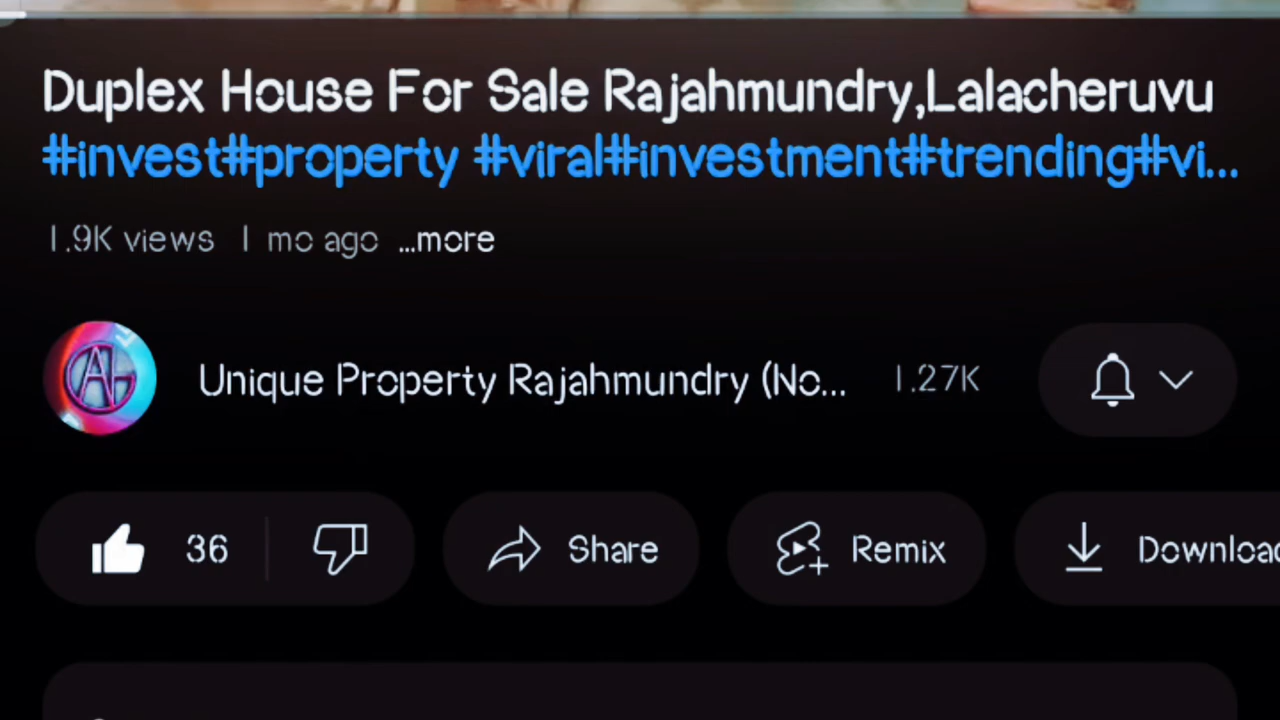 Duplex House For Sale Rajahmundry,Lalacheruvu
#invest#property #viral#investment#trending#vi...
1.9K views 1 mo ago ...more
Unique Property Rajahmundry (No... 1.27K
36 Share Remix Download